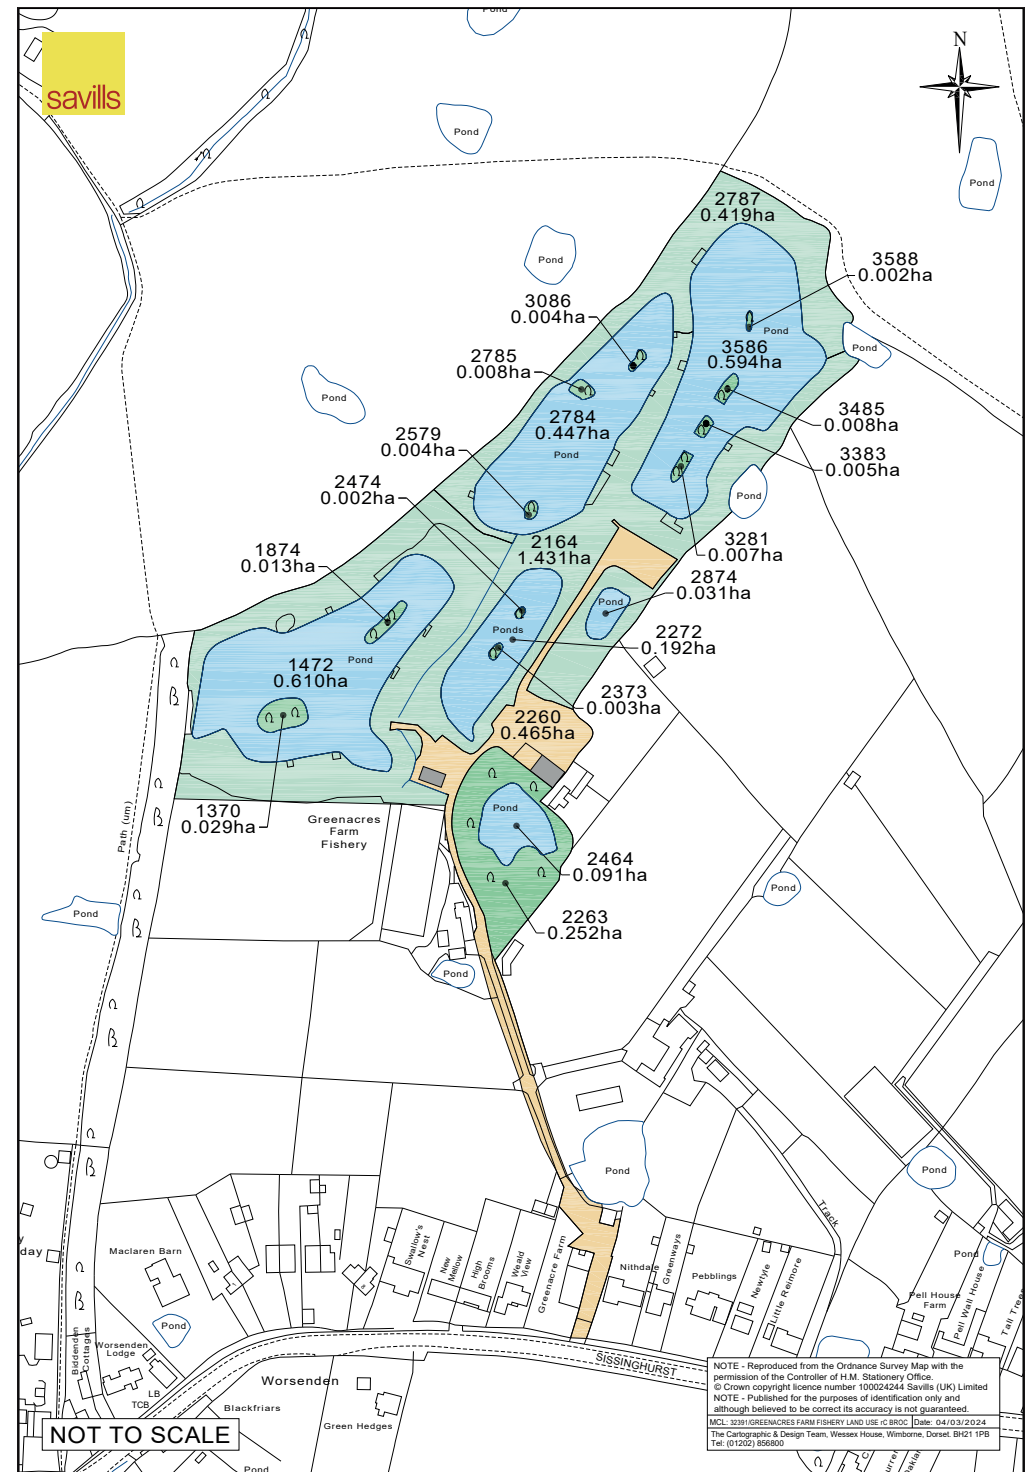 Pond
savills
N
Pond
Pond
2787
0.419ha
Pond
3588
0.002ha
3086
0.004ha
Pond
Pond
2785
0.008ha
3586
0.594ha
Pond
2784
0.447ha
Pond
3485
0.008ha
2579
0.004ha
3383
0.005ha
2474
0.002ha
Pond
2164
1.431ha
3281
0.007ha
1874
0.013ha
2874
0.031ha
Pond
Ponds
2272
0.192ha
1472
0.610ha
Pond
2373
0.003ha
2260
0.465ha
1370
0.029ha
Pond
Greenacres
Farm
Fishery
Path (um)
2464
0.091ha
Pond
Pond
2263
0.252ha
Pond
Pond
Pond
Track
day
Maclaren Barn
Swallow's
Nest
New
Mellow
High
Brooms
Weald
View
Greenacre Farm
Nithdale
Greenways
Pebblings
Newtyle
Little Relmore
Pond
Pell House
Farm
Pell Wall House
Tall Trees
Pond
Biddenden
Cottages
Worsenden
Lodge
LB
TCB
Worsenden
Blackfriars
Green Hedges
Pond
SISSINGHURST
NOT TO SCALE
NOTE - Reproduced from the Ordnance Survey Map with the
permission of the Controller of H.M. Stationery Office.
© Crown copyright licence number 100024244 Savills (UK) Limited
NOTE - Published for the purposes of identification only and
although believed to be correct its accuracy is not guaranteed.
MCL: 32391/GREENACRES FARM FISHERY LAND USE rC BROC Date: 04/03/2024
The Cartographic & Design Team, Wessex House, Wimborne, Dorset. BH21 1PB
Tel: (01202) 856800